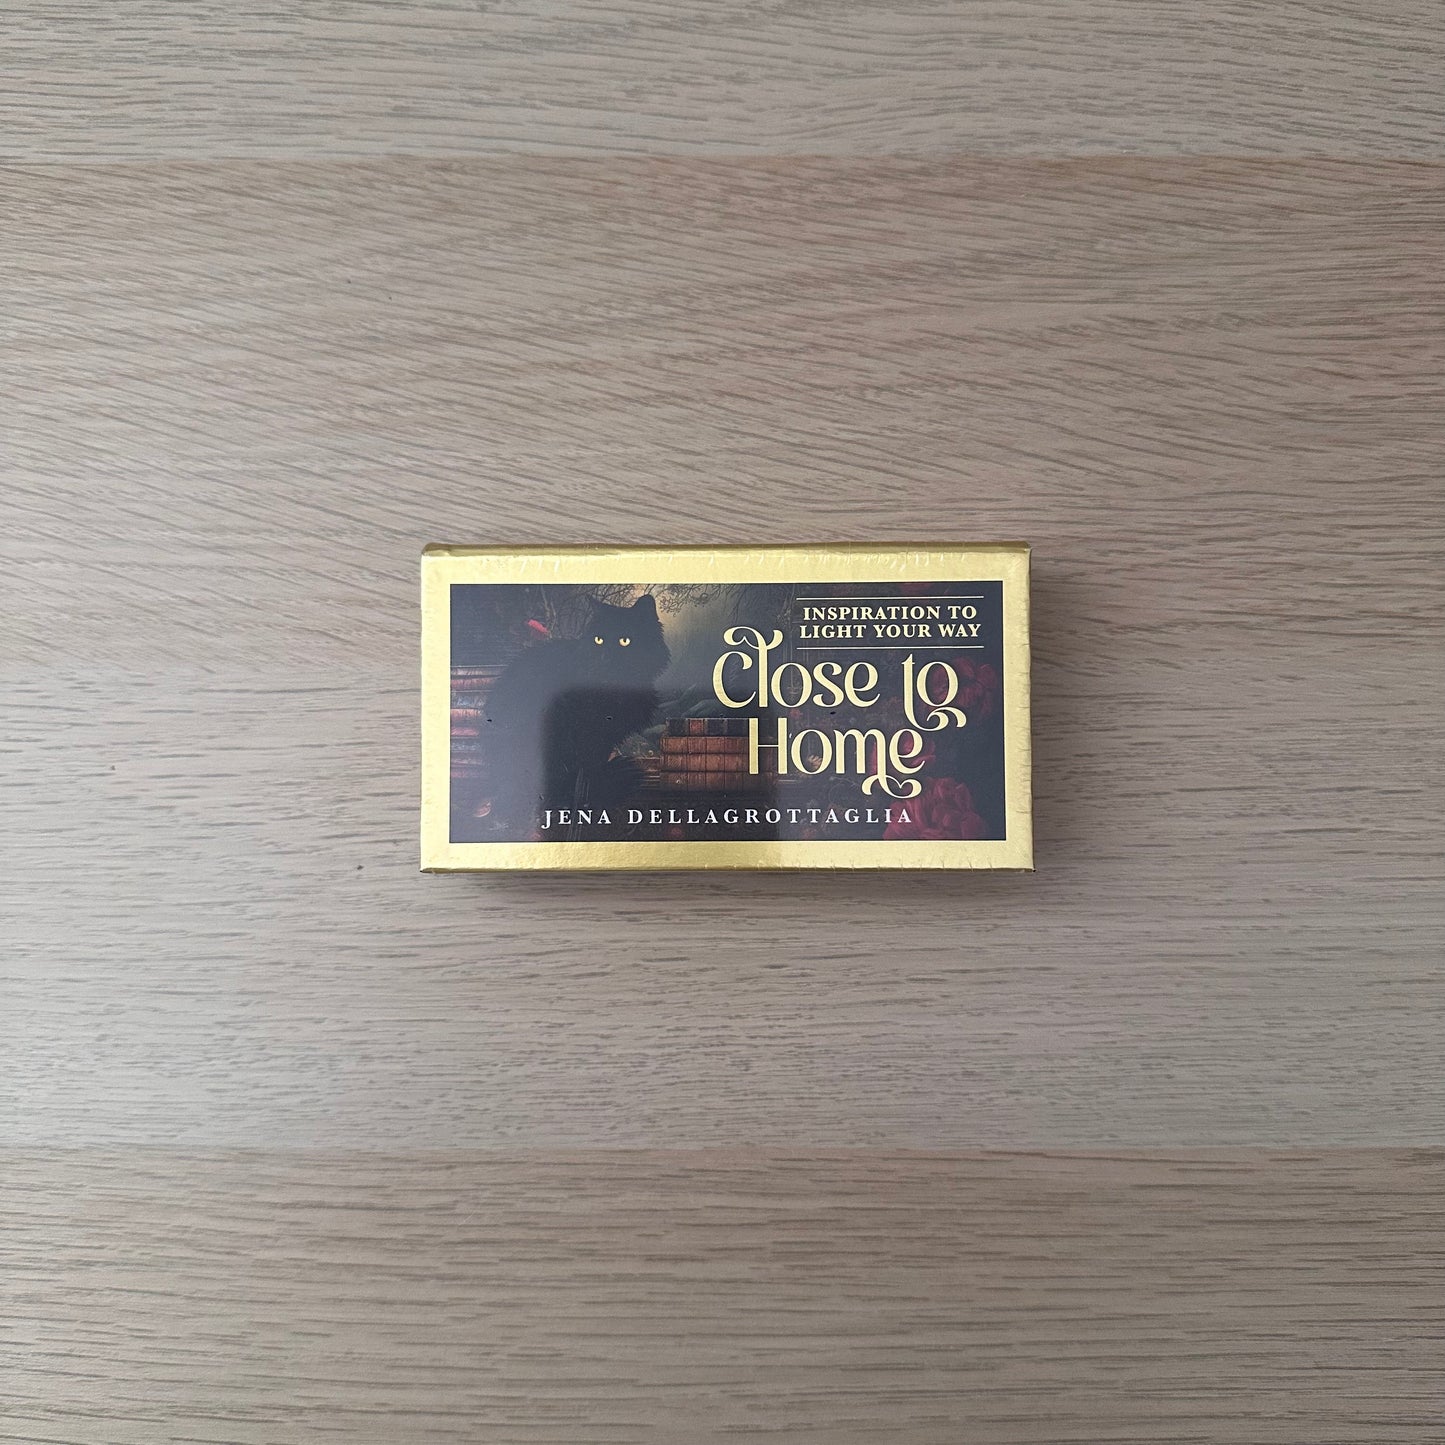 INSPIRATION TO
LIGHT YOUR WAY
Close to
Home
JENA DELLAGROTTAGLIA